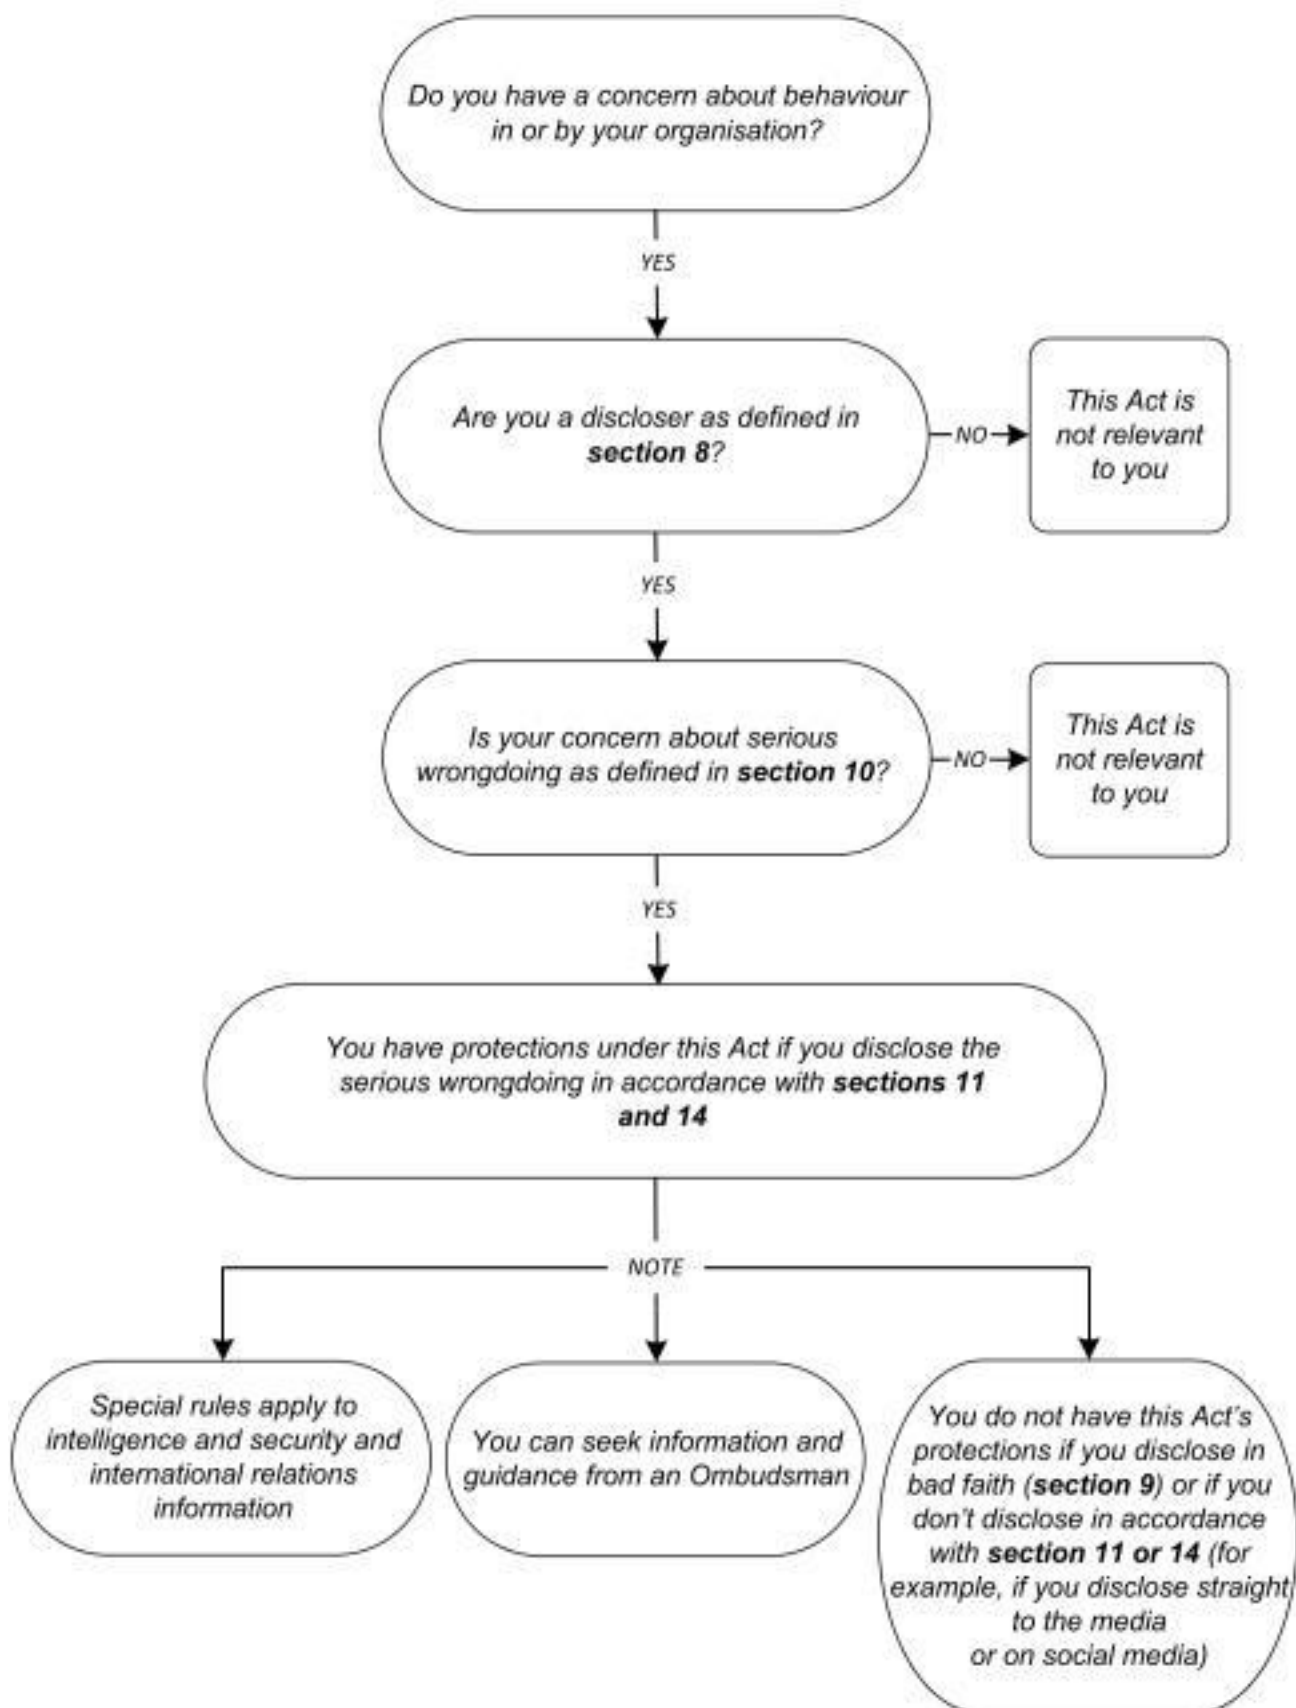 Do you have a concern about behaviour
in or by your organisation?
YES
Are you a discloser as defined in
section 8?
NO
This Act is
not relevant
to you
YES
Is your concern about serious
wrongdoing as defined in section 10?
NO
This Act is
not relevant
to you
YES
You have protections under this Act if you disclose the
serious wrongdoing in accordance with sections 11
and 14
NOTE
Special rules apply to
intelligence and security and
international relations
information
You can seek information and
guidance from an Ombudsman
You do not have this Act's
protections if you disclose in
bad faith (section 9) or if you
don't disclose in accordance
with section 11 or 14 (for
example, if you disclose straight
to the media
or on social media)